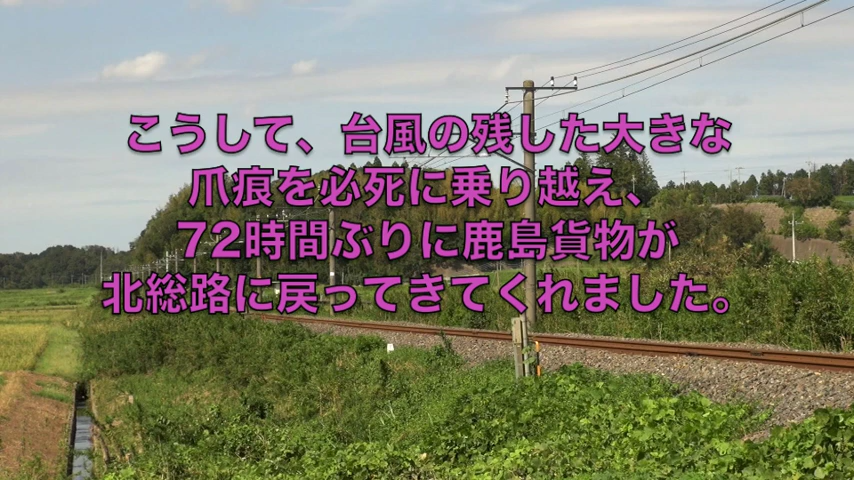 こうして、台風の残した大きな
爪痕を必死に乗り越え、
72時間ぶりに鹿島貨物が
北総路に戻ってきてくれました。